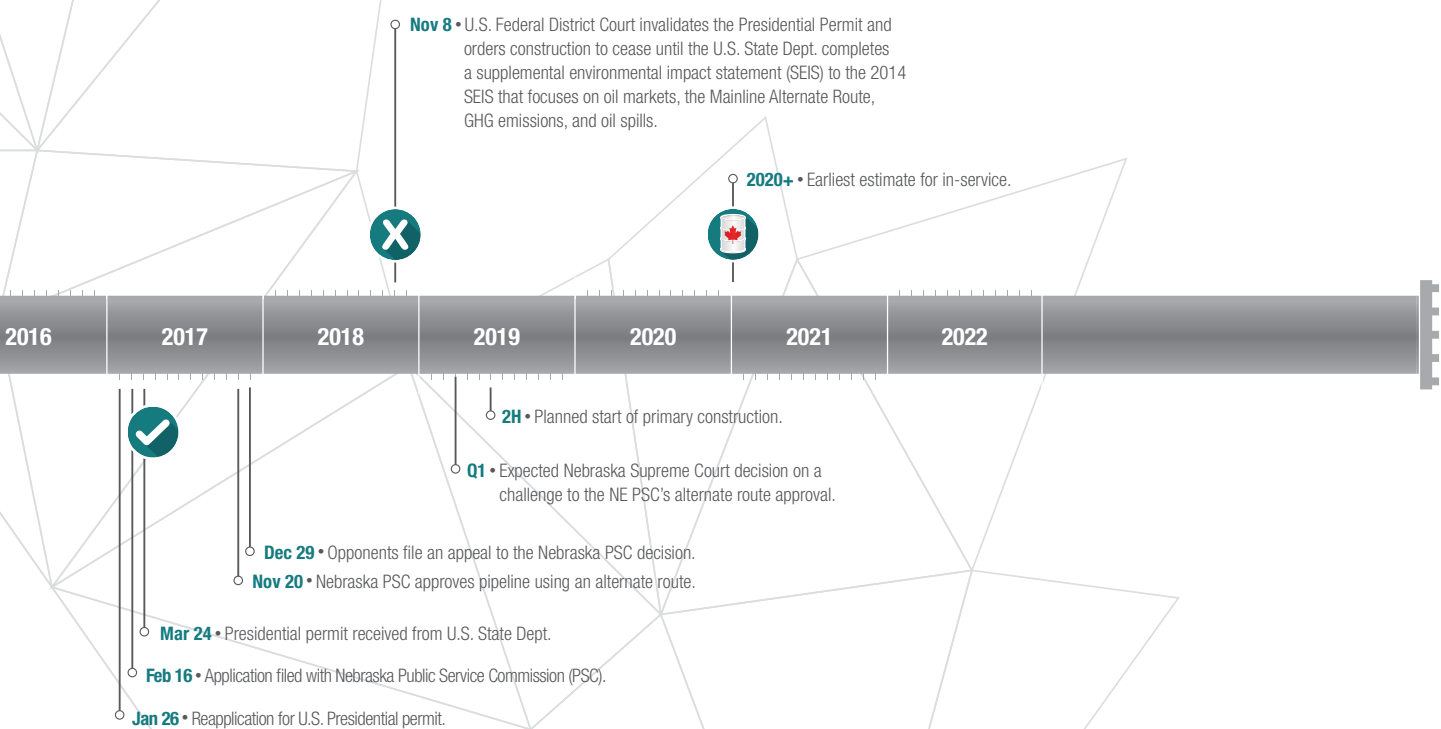 Nov 8 • U.S. Federal District Court invalidates the Presidential Permit and
orders construction to cease until the U.S. State Dept. completes
a supplemental environmental impact statement (SEIS) to the 2014
SEIS that focuses on oil markets, the Mainline Alternate Route,
GHG emissions, and oil spills.
2020+ • Earliest estimate for in-service.
2016 2017 2018 2019 2020 2021 2022
2H • Planned start of primary construction.
Q1 • Expected Nebraska Supreme Court decision on a
challenge to the NE PSC's alternate route approval.
Dec 29 • Opponents file an appeal to the Nebraska PSC decision.
Nov 20 • Nebraska PSC approves pipeline using an alternate route.
Mar 24 • Presidential permit received from U.S. State Dept.
Feb 16 • Application filed with Nebraska Public Service Commission (PSC).
Jan 26 • Reapplication for U.S. Presidential permit.